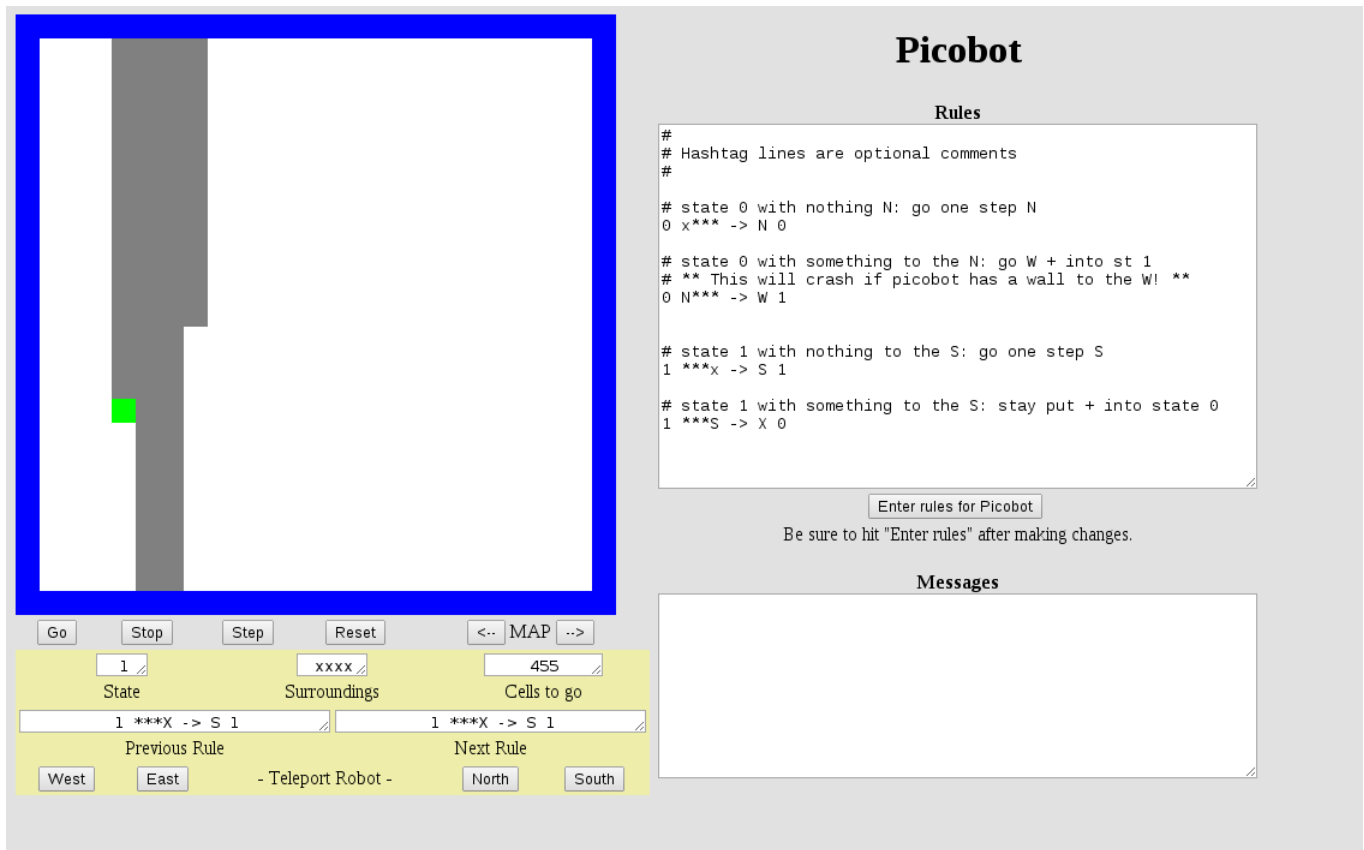 Picobot
Rules
#
# Hashtag lines are optional comments
#
# state 0 with nothing N: go one step N
0 x*** -> N 0
# state 0 with something to the N: go W + into st 1
# ** This will crash if picobot has a wall to the W! **
0 N*** -> W 1
# state 1 with nothing to the S: go one step S
1 ***x -> S 1
# state 1 with something to the S: stay put + into state 0
1 ***S -> X 0
Enter rules for Picobot
Be sure to hit "Enter rules" after making changes.
Messages
Go Stop Step Reset <-- MAP -->
1 xxxx 455
State Surroundings Cells to go
1 ***X -> S 1 1 ***X -> S 1
Previous Rule Next Rule
West East - Teleport Robot - North South